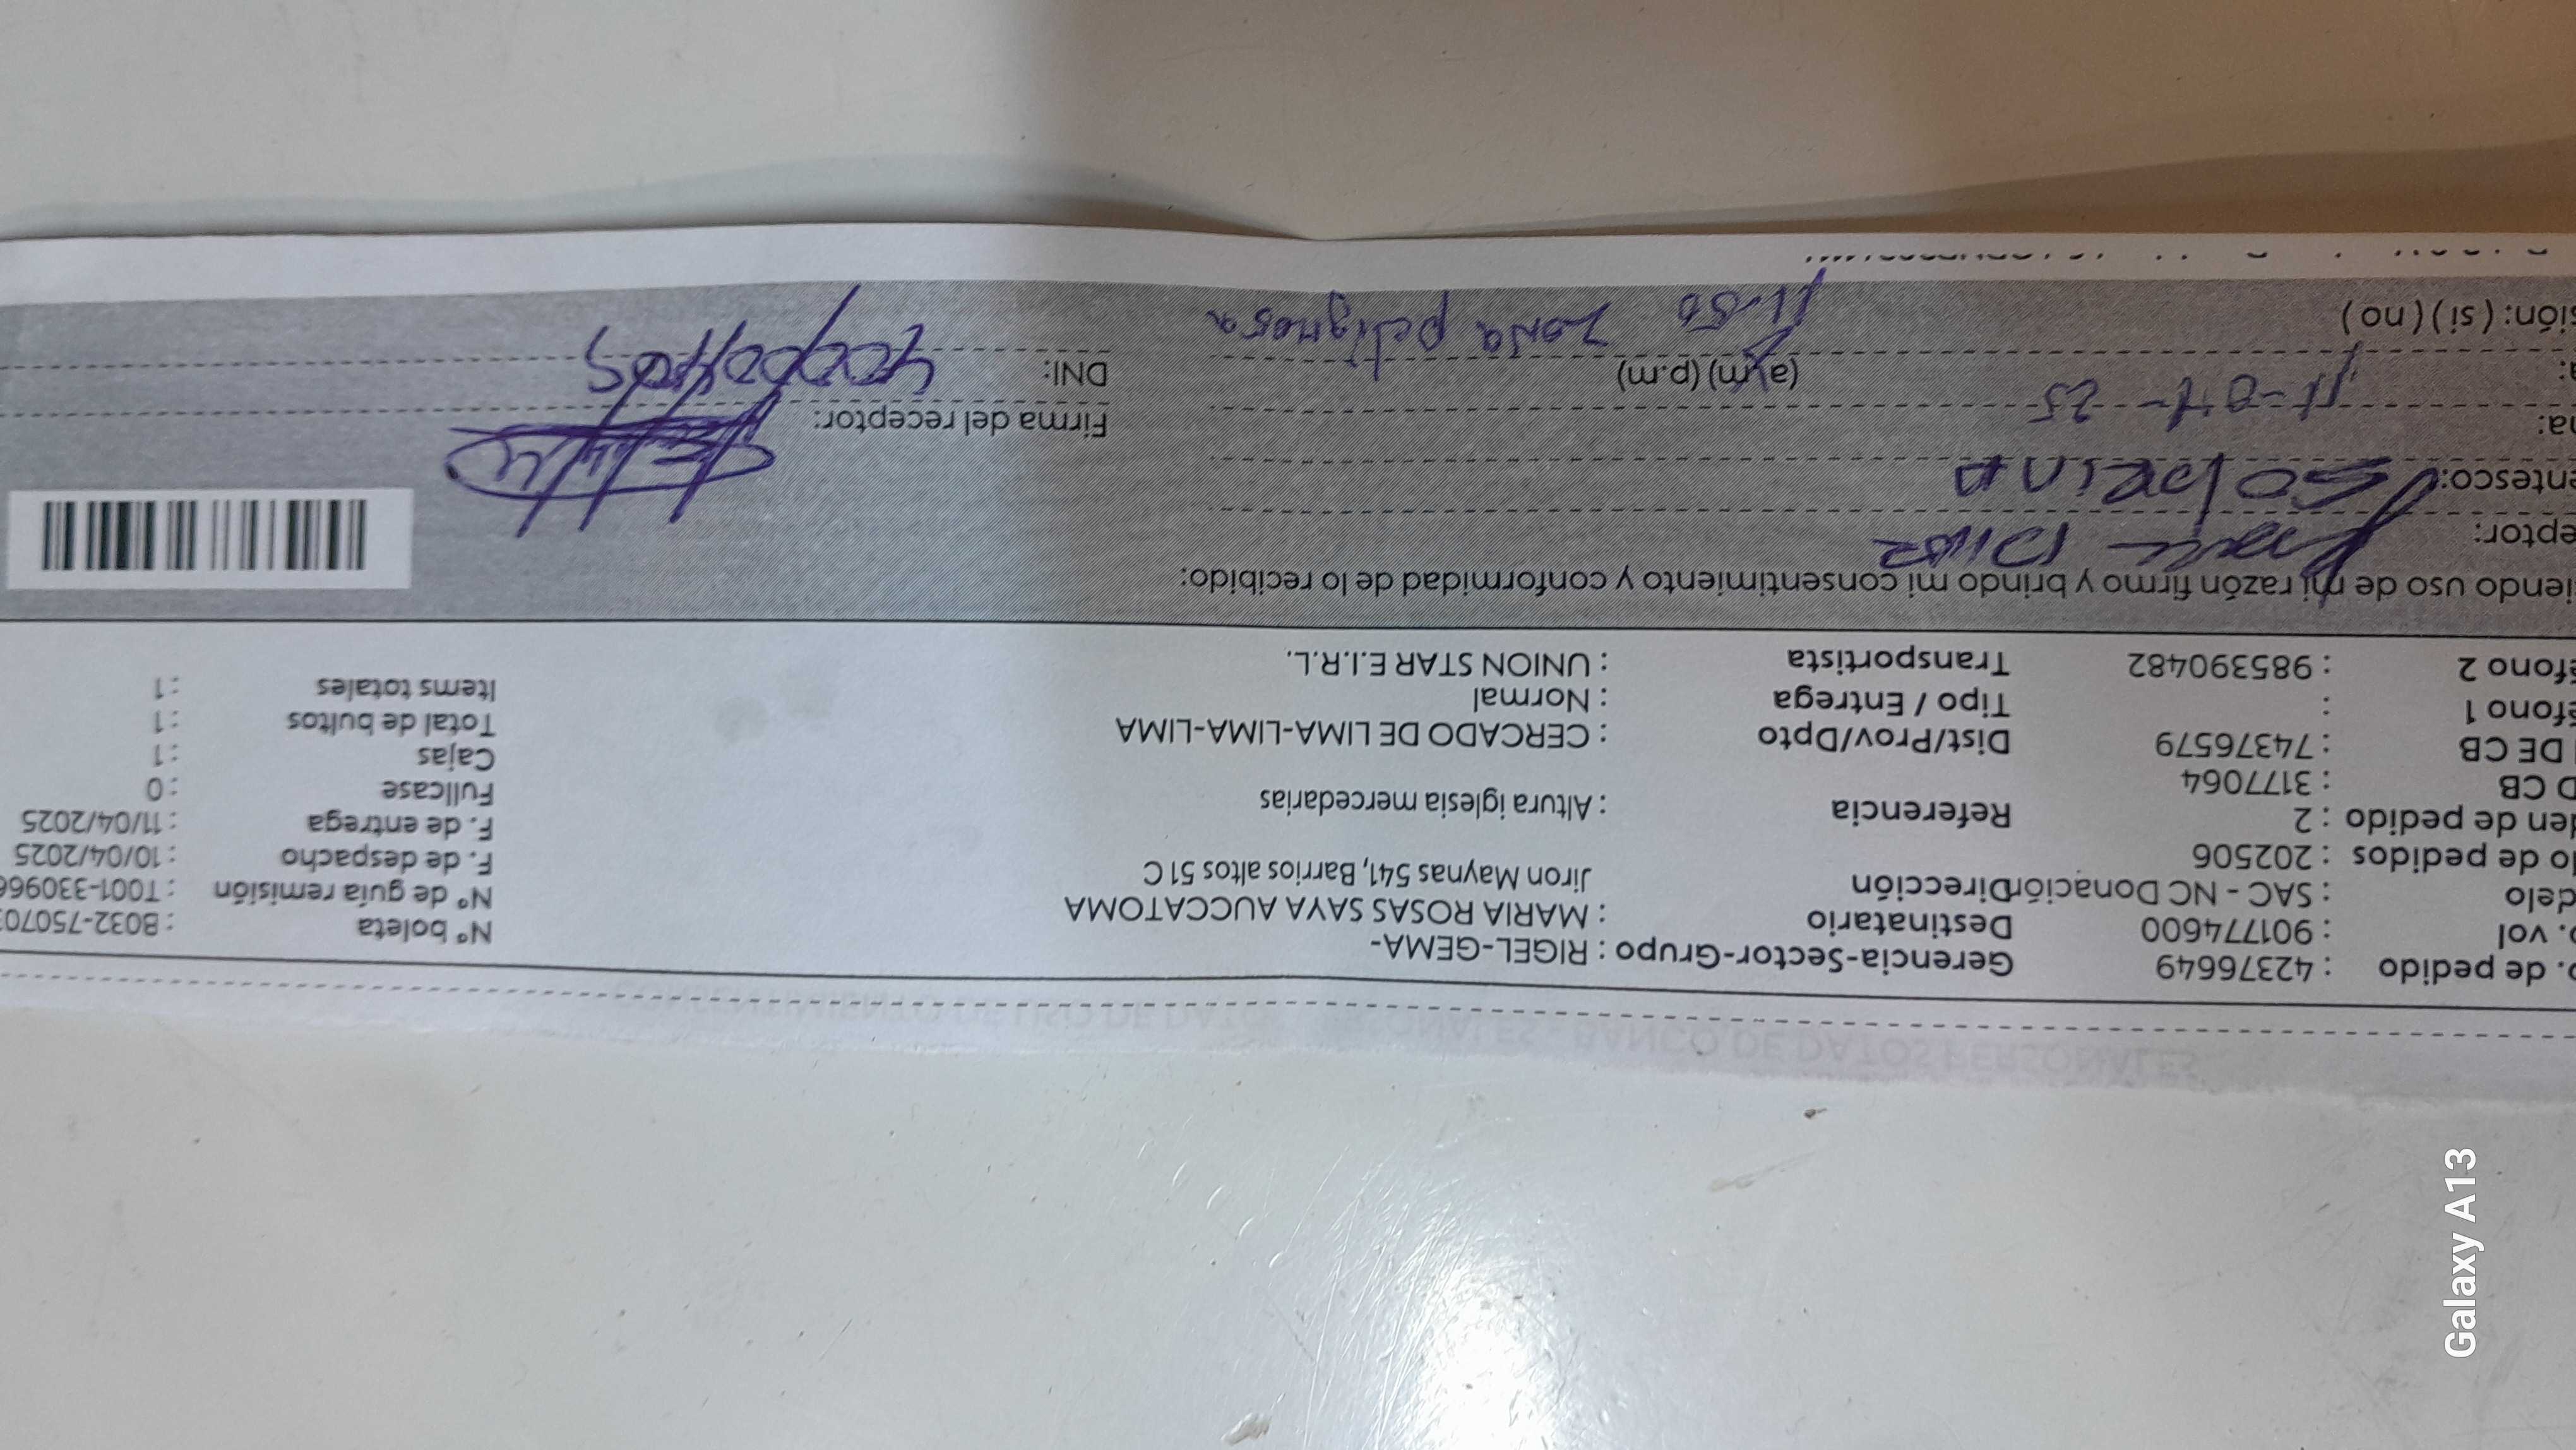 o. de pedido : 42376649 Gerencia-Sector-Grupo : RIGEL-GEMA- Nº boleta : B032-75070
o. vol : 901774600 Destinatario : MARIA ROSAS SAYA AUCCATOMA Nº de guía remisión : T001-330966
delo : SAC - NC Donación Dirección Jiron Maynas 541, Barrios altos 51 C F. de despacho : 10/04/2025
lo de pedidos : 202506 F. de entrega : 11/04/2025
den de pedido : 2 Referencia : Altura iglesia mercedarias Fullcase : 0
D CB : 3177064 Cajas : 1
DE CB : 74376579 Dist/Prov/Dpto : CERCADO DE LIMA-LIMA-LIMA Total de bultos : 1
éfono 1 : Tipo / Entrega : Normal Items totales : 1
éfono 2 : 985390482 Transportista : UNION STAR E.I.R.L.
iendo uso de mi razón firmo y brindo mi consentimiento y conformidad de lo recibido:
eptor:
entesco: Sobrina
na: 11-04-25 Firma del receptor:
a: (a.m) (p.m) DNI:
sión: ( si ) ( no ) 11:50 zona peligrosa
Galaxy A13